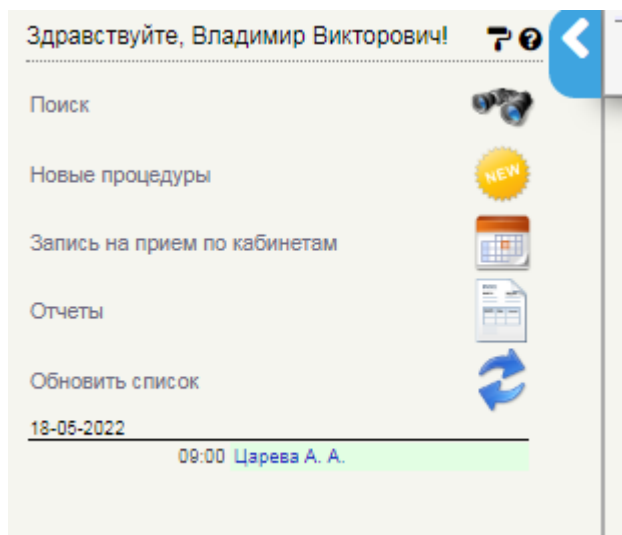 Здравствуйте, Владимир Викторович!
Поиск
Новые процедуры
NEW
Запись на прием по кабинетам
Отчеты
Обновить список
18-05-2022
09:00 Царева А. А.